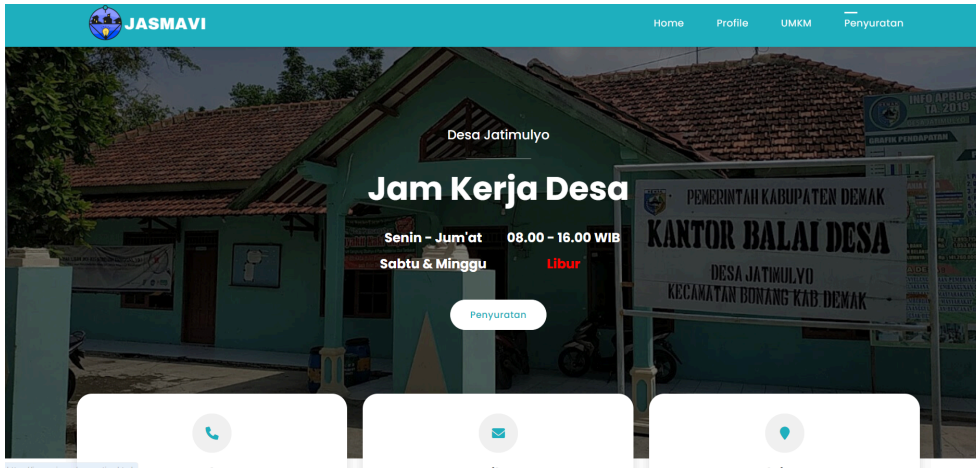 JASMAVI
Home Profile UMKM Penyuratan
Desa Jatimulyo
Jam Kerja Desa
Senin - Jum'at 08.00 - 16.00 WIB
Sabtu & Minggu Libur
Penyuratan
INFO APBDes
TA. 2019
GRAFIK PENDAPATAN
PEMERINTAH KABUPATEN DEMAK
KANTOR BALAI DESA
DESA JATIMULYO
KECAMATAN BONANG KAB DEMAK